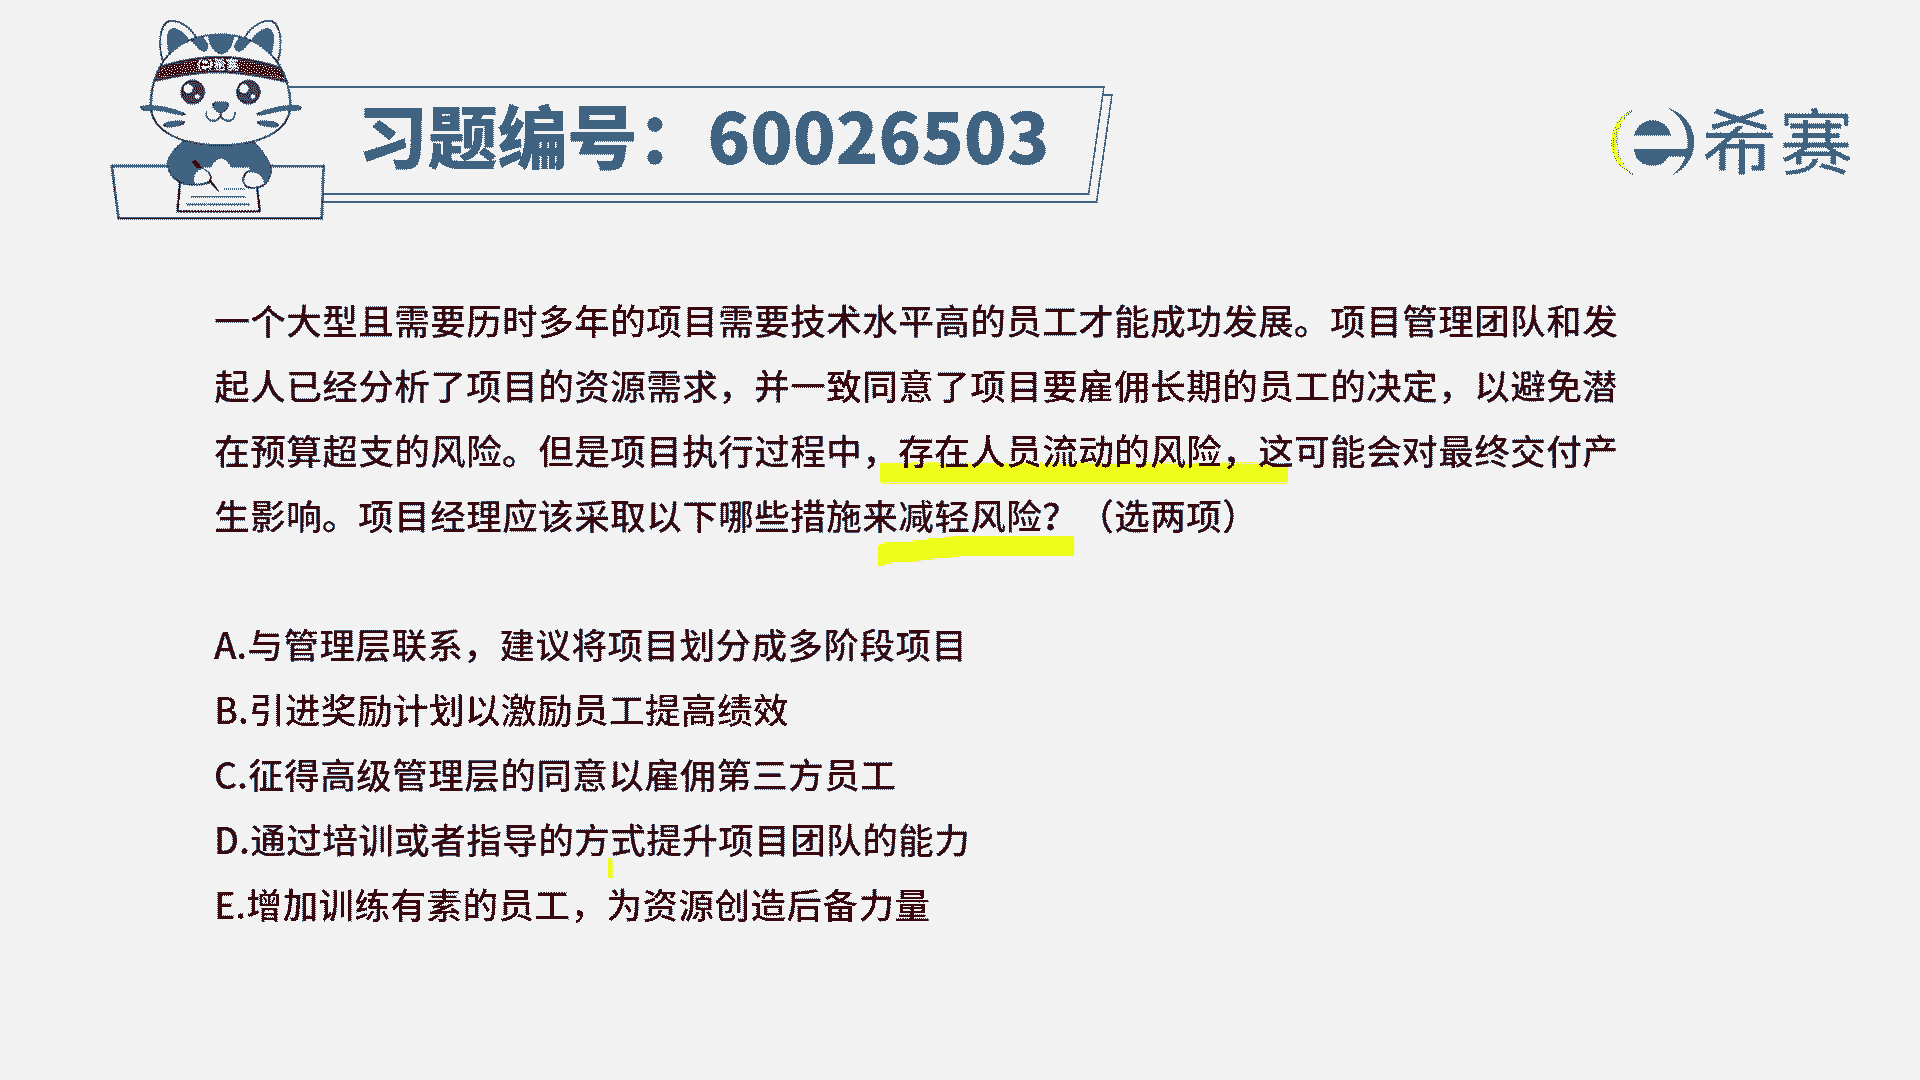 e希赛
习题编号：60026503
e希赛
一个大型且需要历时多年的项目需要技术水平高的员工才能成功发展。项目管理团队和发
起人已经分析了项目的资源需求，并一致同意了项目要雇佣长期的员工的决定，以避免潜
在预算超支的风险。但是项目执行过程中，存在人员流动的风险，这可能会对最终交付产
生影响。项目经理应该采取以下哪些措施来减轻风险？（选两项）
A.与管理层联系，建议将项目划分成多阶段项目
B.引进奖励计划以激励员工提高绩效
C.征得高级管理层的同意以雇佣第三方员工
D.通过培训或者指导的方式提升项目团队的能力
E.增加训练有素的员工，为资源创造后备力量